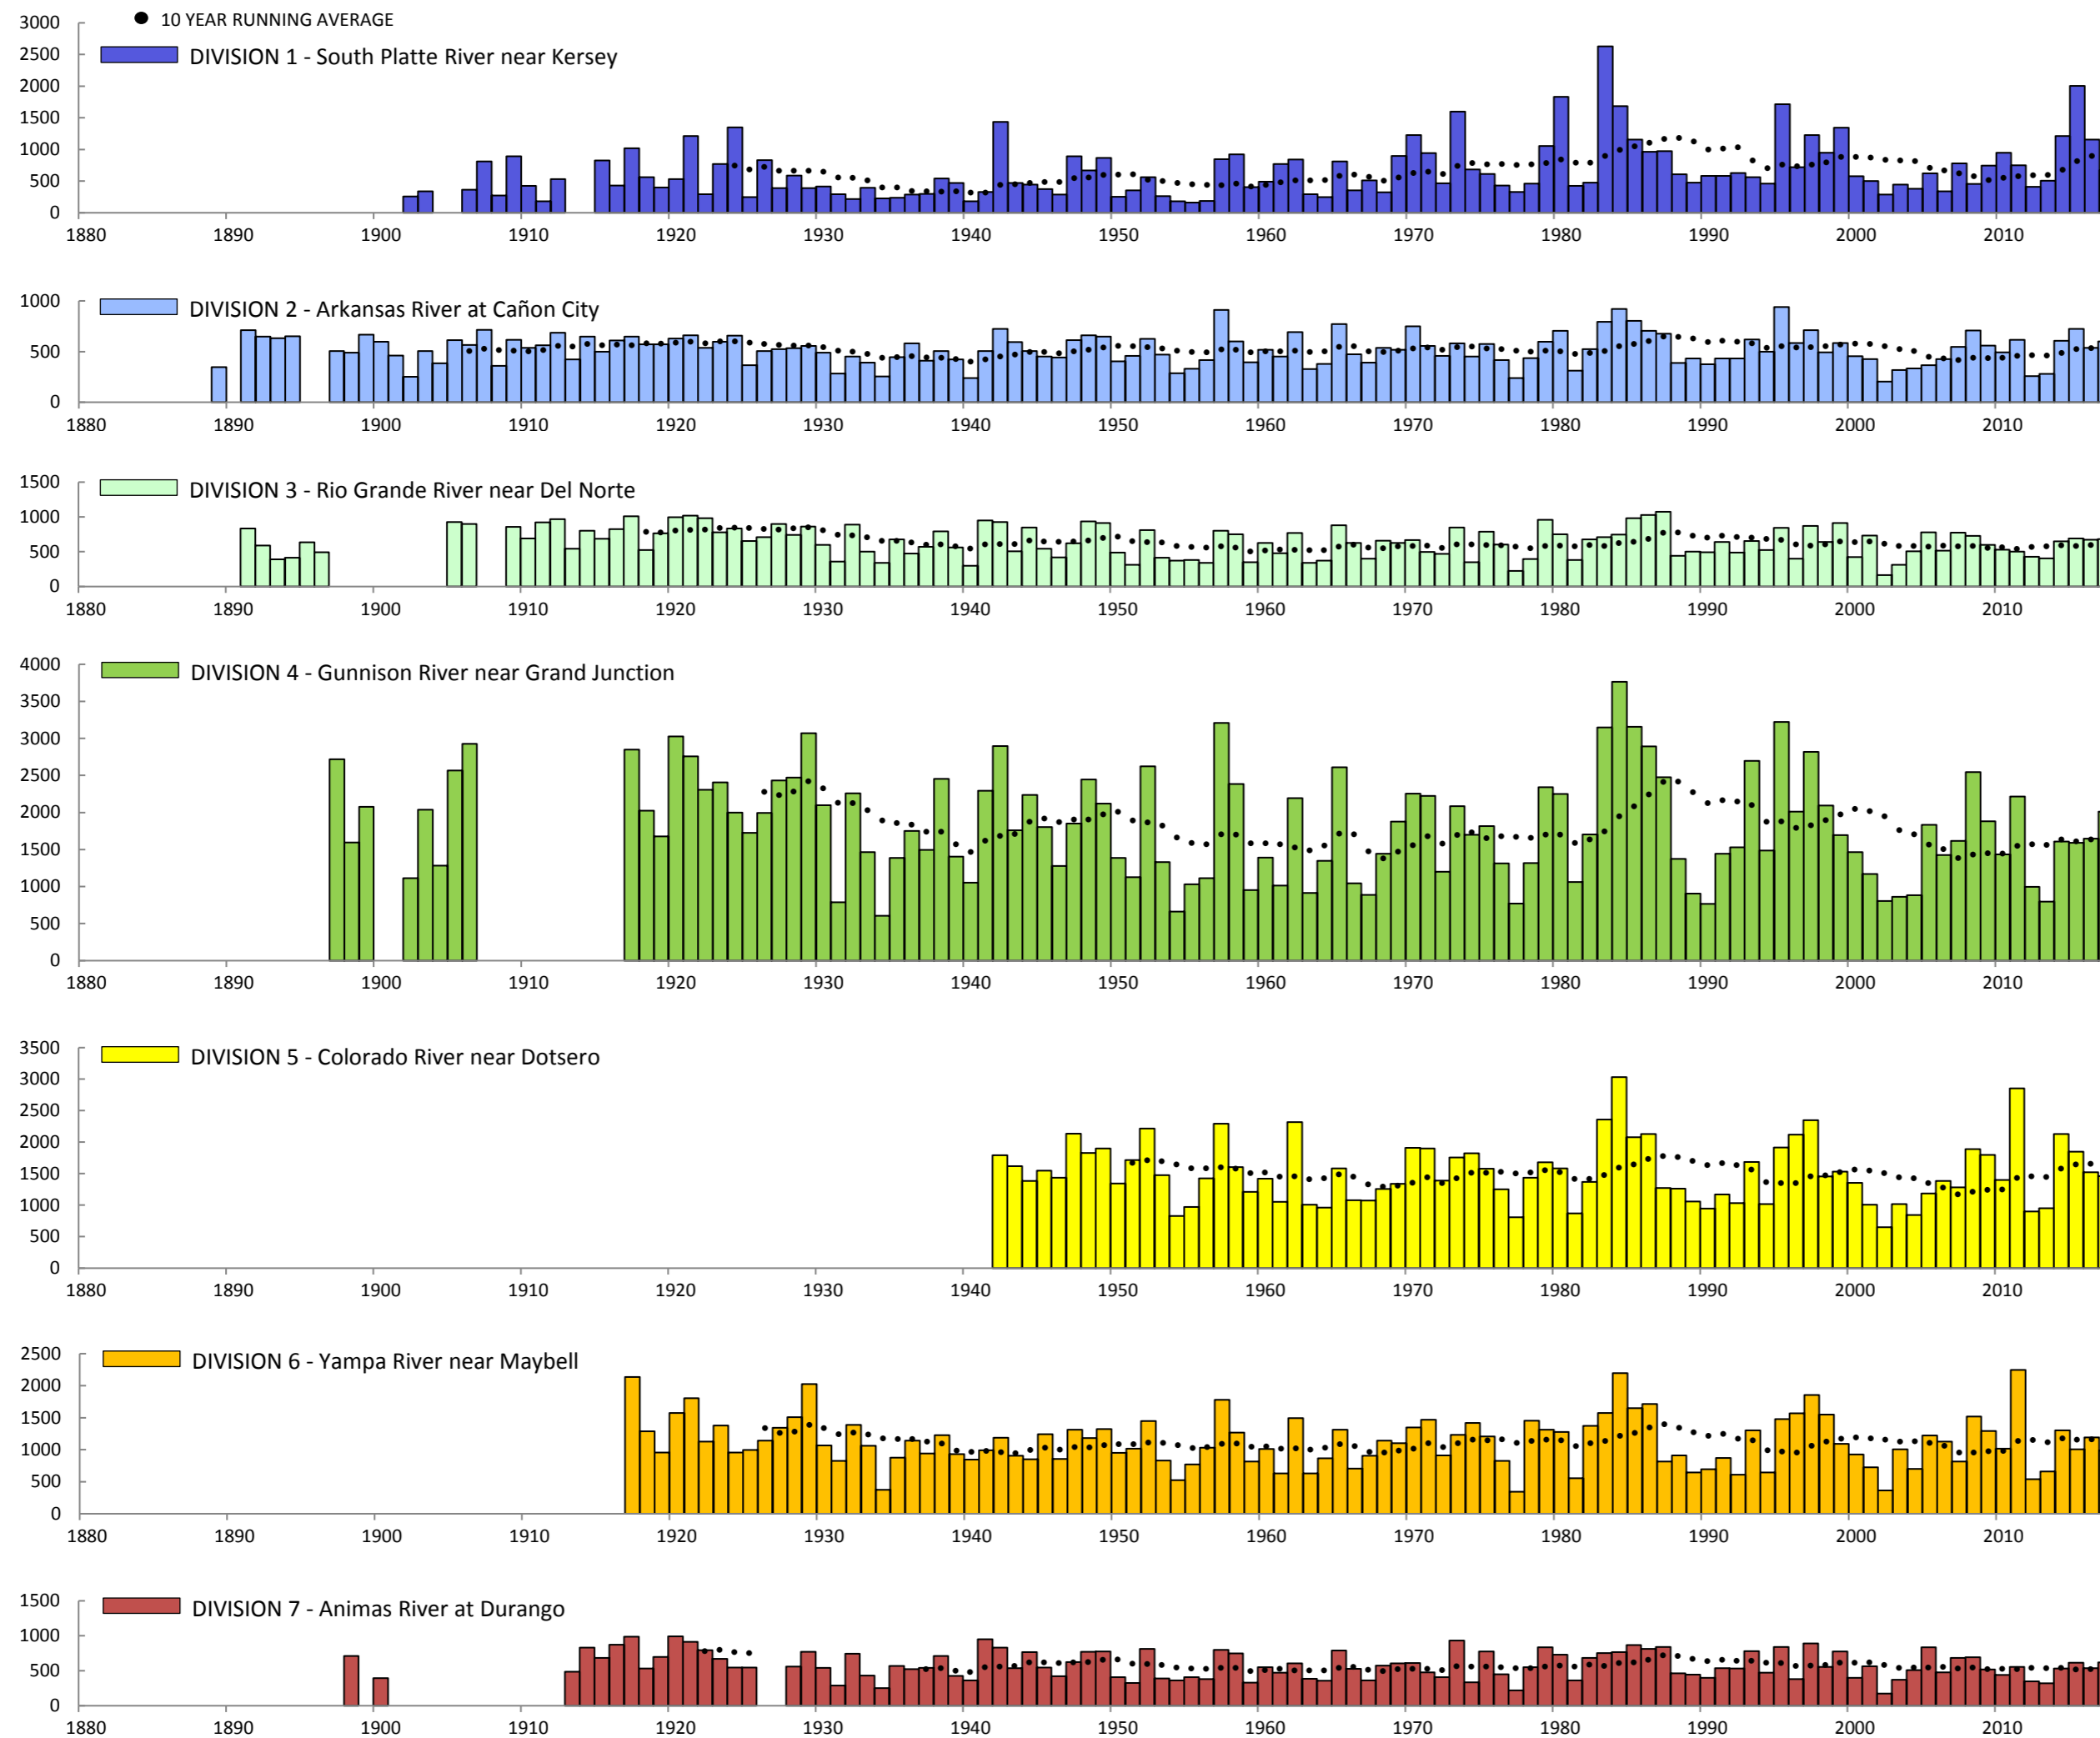 10 YEAR RUNNING AVERAGE
3000
DIVISION 1 - South Platte River near Kersey
2500
2000
1500
1000
500
0
1880 1890 1900 1910 1920 1930 1940 1950 1960 1970 1980 1990 2000 2010
DIVISION 2 - Arkansas River at Cañon City
1000
500
0
1880 1890 1900 1910 1920 1930 1940 1950 1960 1970 1980 1990 2000 2010
1500
DIVISION 3 - Rio Grande River near Del Norte
1000
500
0
1880 1890 1900 1910 1920 1930 1940 1950 1960 1970 1980 1990 2000 2010
4000
DIVISION 4 - Gunnison River near Grand Junction
3500
3000
2500
2000
1500
1000
500
0
1880 1890 1900 1910 1920 1930 1940 1950 1960 1970 1980 1990 2000 2010
3500
DIVISION 5 - Colorado River near Dotsero
3000
2500
2000
1500
1000
500
0
1880 1890 1900 1910 1920 1930 1940 1950 1960 1970 1980 1990 2000 2010
2500
DIVISION 6 - Yampa River near Maybell
2000
1500
1000
500
0
1880 1890 1900 1910 1920 1930 1940 1950 1960 1970 1980 1990 2000 2010
1500
DIVISION 7 - Animas River at Durango
1000
500
0
1880 1890 1900 1910 1920 1930 1940 1950 1960 1970 1980 1990 2000 2010